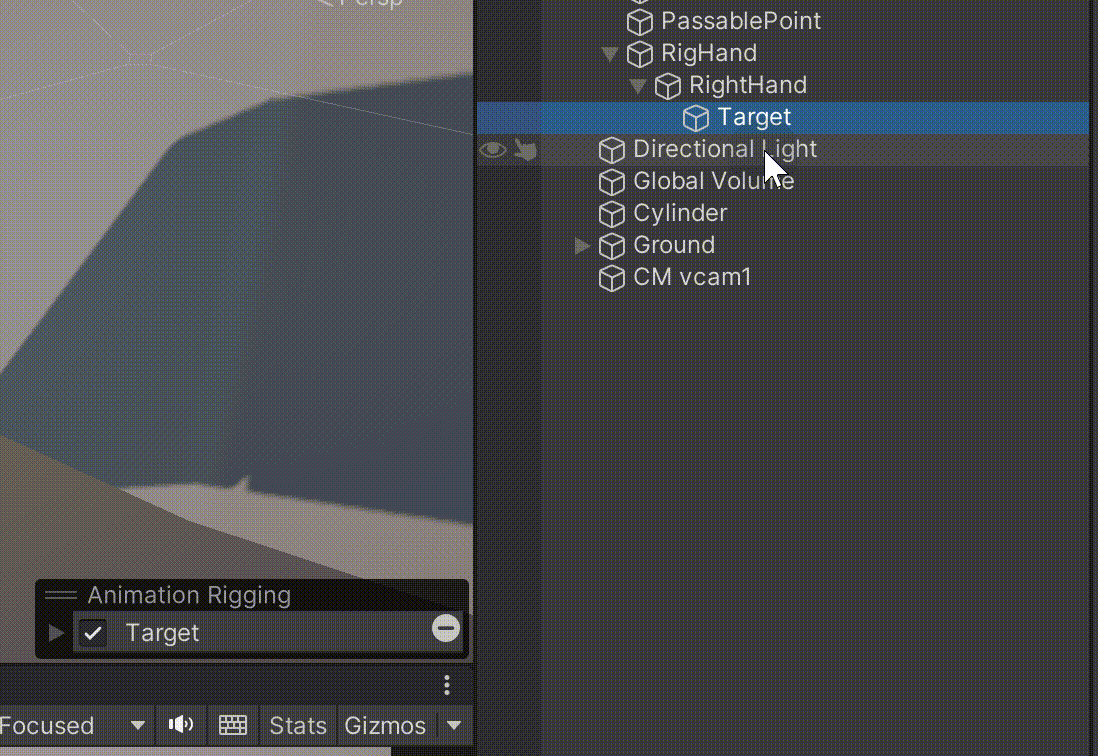 Persp
PassablePoint
RigHand
RightHand
Target
Directional Light
Global Volume
Cylinder
Ground
CM vcam1
Animation Rigging
Target
Focused
Stats
Gizmos